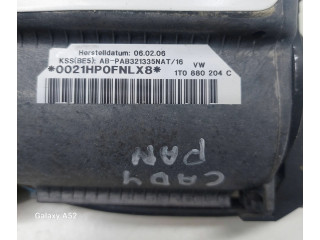 Herstelldatum: 06.02.06
KSS(BE5): AB-PAB321335NAT/16 VW
*0021HP0FNLX8* 1T0 880 204 C
CADY
PAN
Galaxy A52